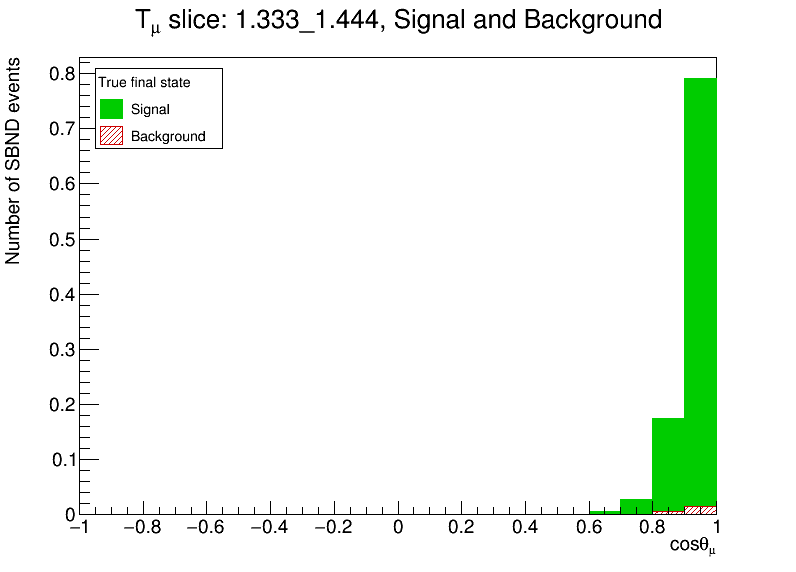 Tμ slice: 1.333_1.444, Signal and Background
Number of SBND events
True final state
Signal
Background
0.8
0.7
0.6
0.5
0.4
0.3
0.2
0.1
0
−1 −0.8 −0.6 −0.4 −0.2 0 0.2 0.4 0.6 0.8 1
cosθμ